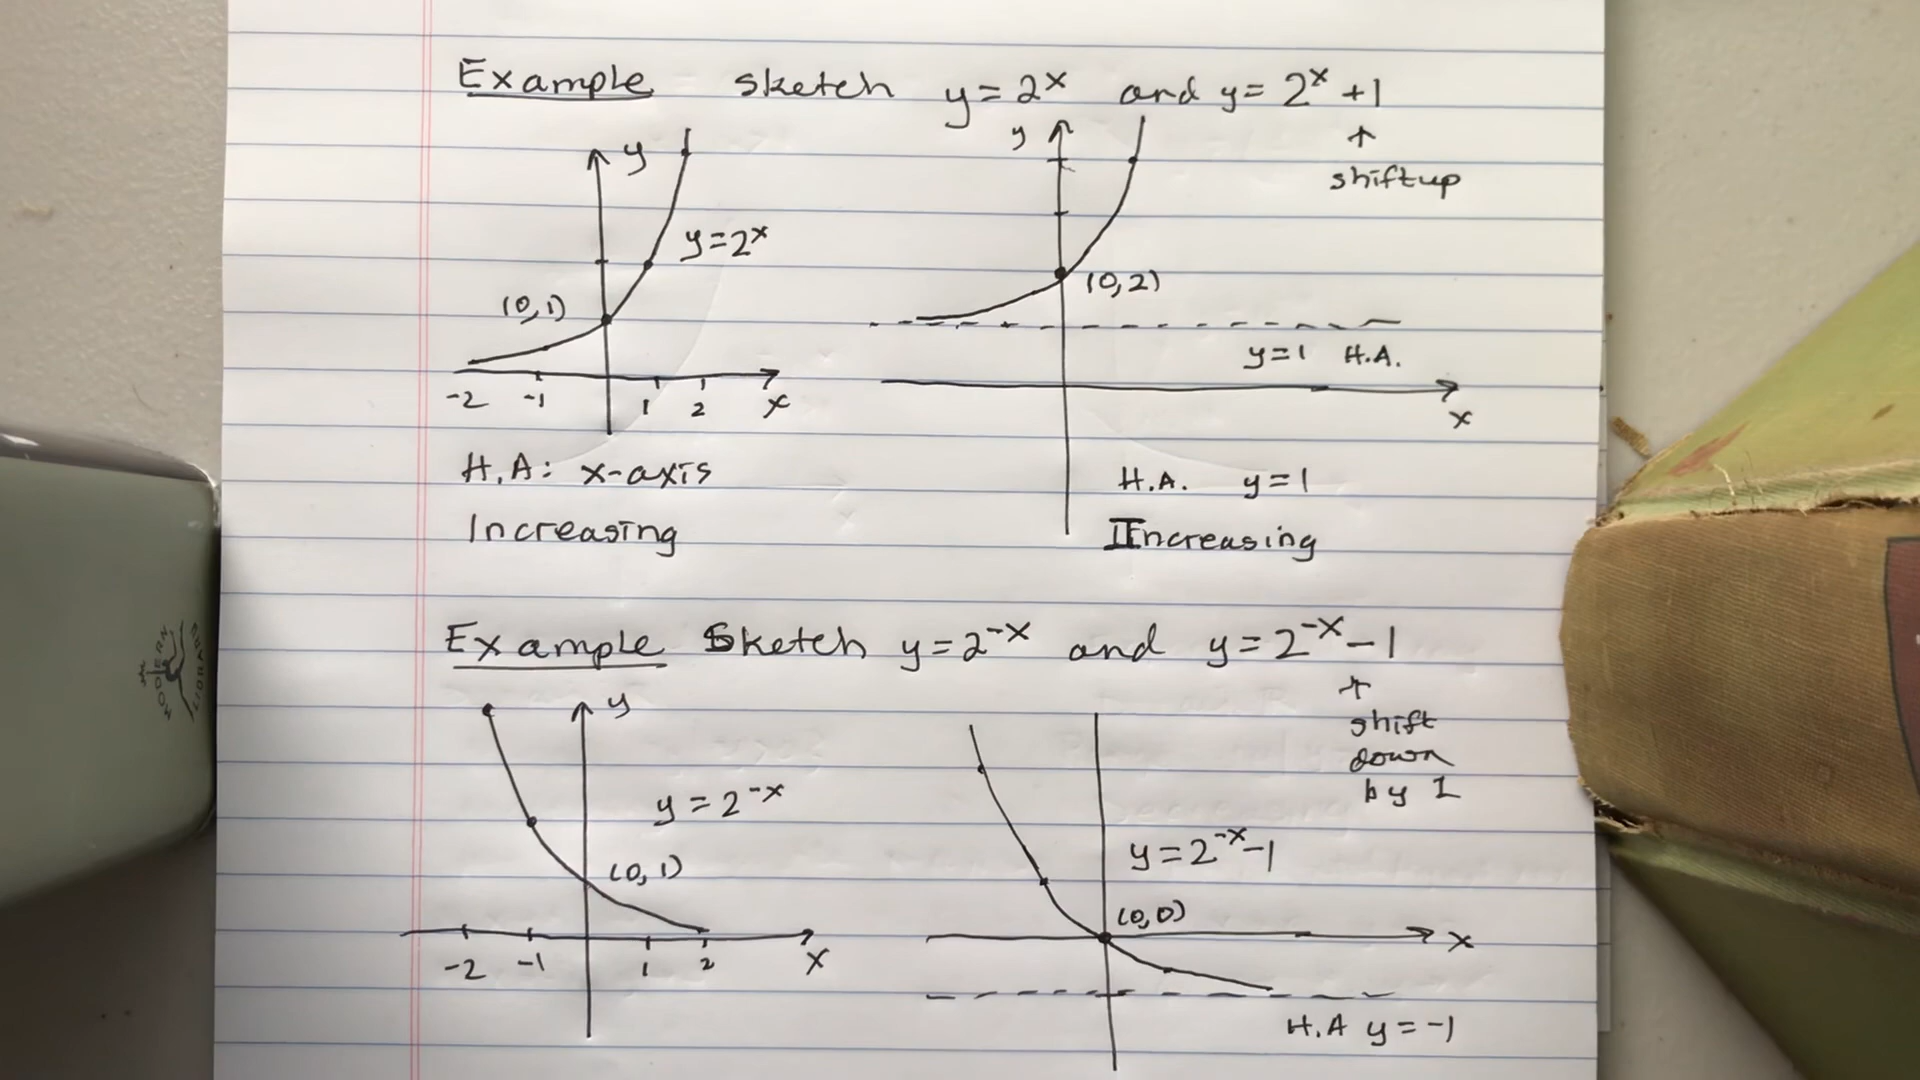 Example sketch y = 2^x and y = 2^x + 1
↑
shift up
y
y = 2^x
(0,1)
-2 -1 1 2 x
y
(0,2)
y = 1 H.A.
x
H.A: x-axis
Increasing
H.A. y = 1
Increasing
Example Sketch y = 2^-x and y = 2^-x - 1
↑
shift
down
by 1
y
y = 2^-x
(0,1)
-2 -1 1 2 x
y = 2^-x - 1
(0,0)
x
H.A y = -1
MODERN
LIBRARY